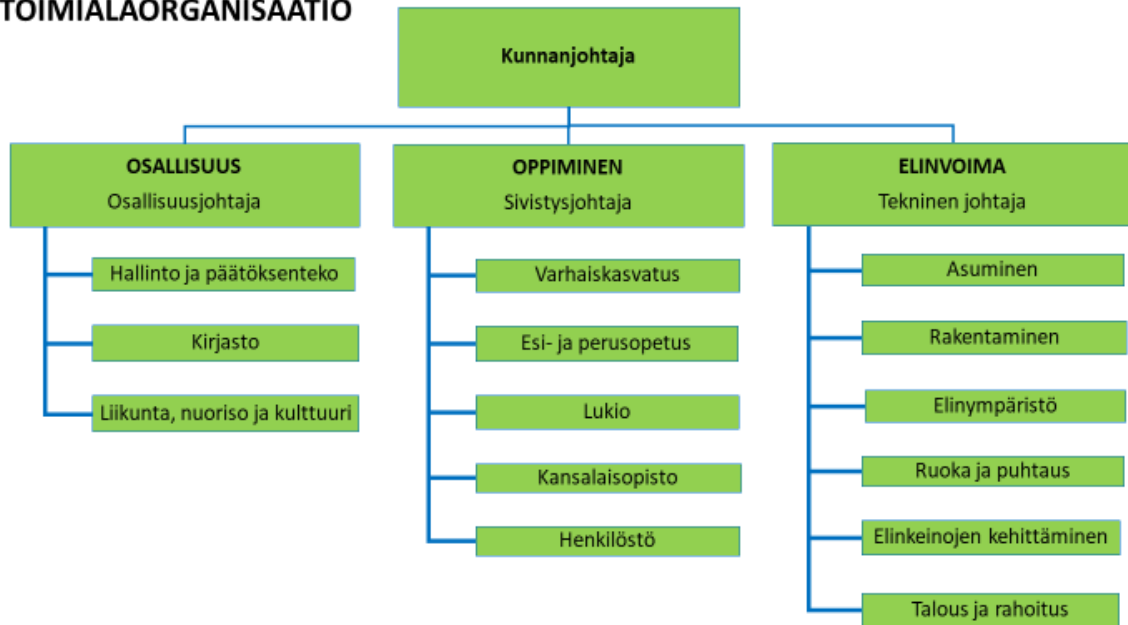 TOIMIALAORGANISAATIO
Kunnanjohtaja
OSALLISUUS
Osallisuusjohtaja
Hallinto ja päätöksenteko
Kirjasto
Liikunta, nuoriso ja kulttuuri
OPPIMINEN
Sivistysjohtaja
Varhaiskasvatus
Esi- ja perusopetus
Lukio
Kansalaisopisto
Henkilöstö
ELINVOIMA
Tekninen johtaja
Asuminen
Rakentaminen
Elinympäristö
Ruoka ja puhtaus
Elinkeinojen kehittäminen
Talous ja rahoitus